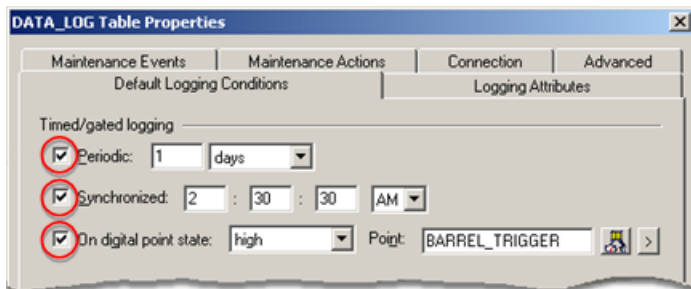 DATA_LOG Table Properties
Maintenance Events Maintenance Actions Connection Advanced
Default Logging Conditions Logging Attributes
Timed/gated logging
Periodic: 1 days
Synchronized: 2 : 30 : 30 AM
On digital point state: high Point: BARREL_TRIGGER >